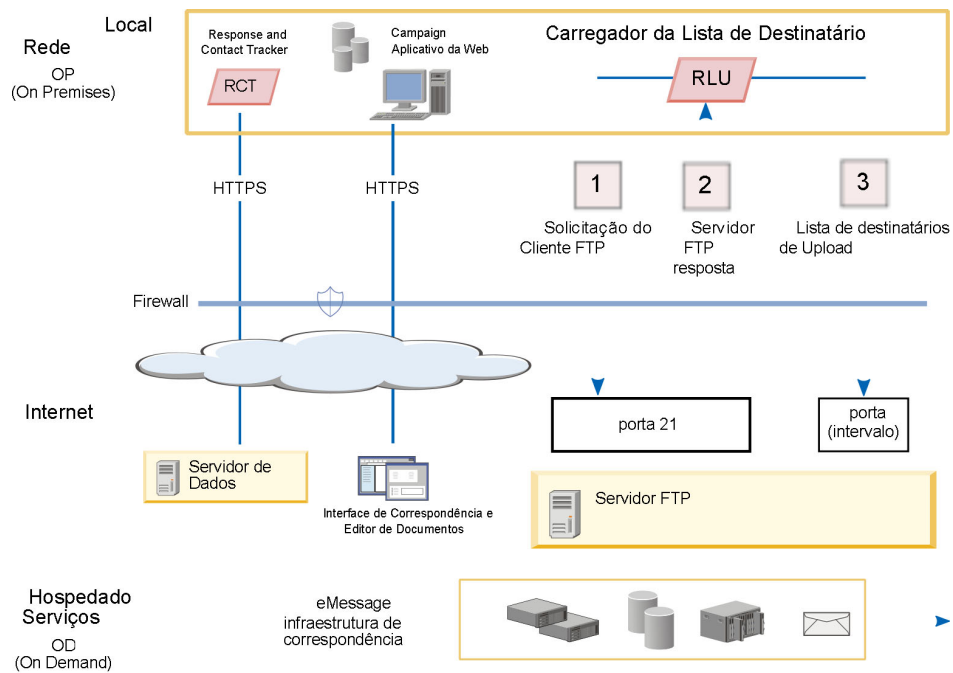 Local
Rede
OP
(On Premises)
Response and
Contact Tracker
RCT
Campaign
Aplicativo da Web
Carregador da Lista de Destinatário
RLU
HTTPS
HTTPS
1
Solicitação do
Cliente FTP
2
Servidor
FTP
resposta
3
Lista de destinatários
de Upload
Firewall
Internet
porta 21
porta
(intervalo)
Servidor de
Dados
Interface de Correspondência e
Editor de Documentos
Servidor FTP
Hospedado
Serviços
OD
(On Demand)
eMessage
infraestrutura de
correspondência